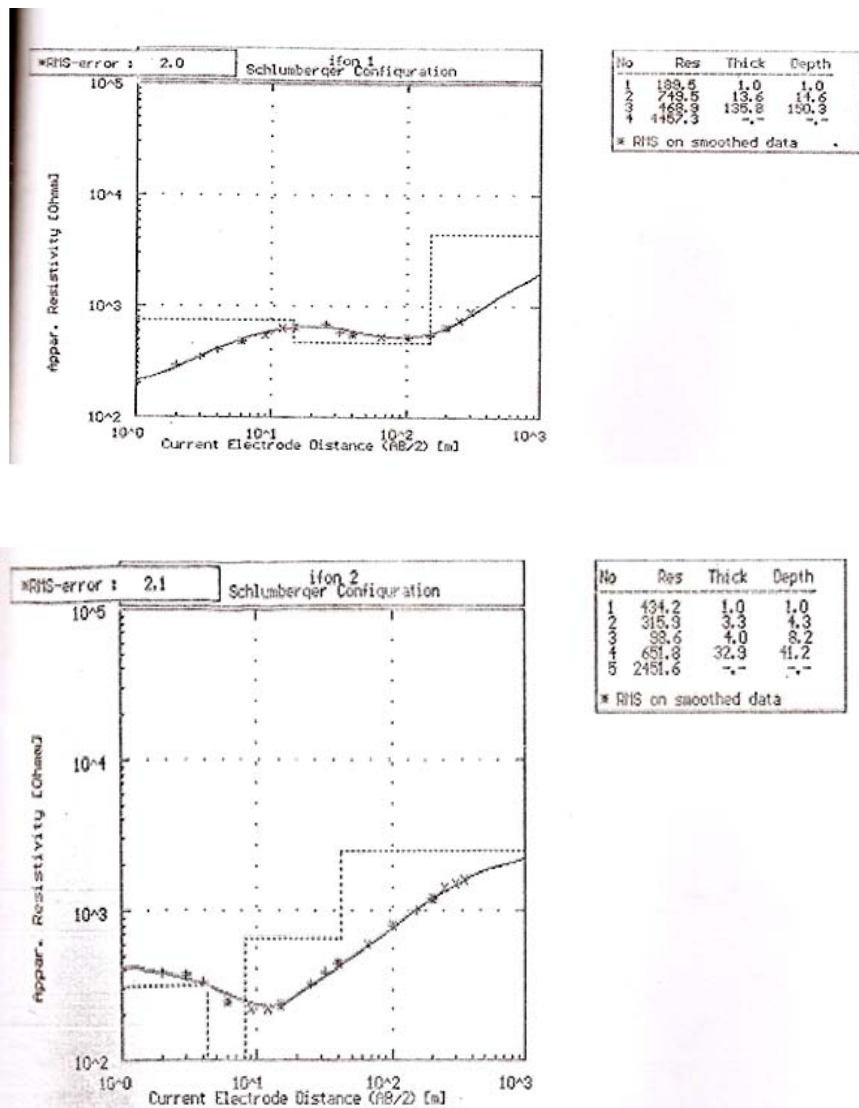 *RMS-error : 2.0
ifon 1
Schlumberger Configuration
No Res Thick Depth
1 189.5 1.0 1.0
2 749.5 13.6 14.6
3 468.9 135.8 150.3
4 4457.3 -.- -.-
* RMS on smoothed data
Appar. Resistivity [Ohmm]
10^5
10^4
10^3
10^2
10^0 10^1 10^2 10^3
Current Electrode Distance (AB/2) [m]
*RMS-error : 2.1
ifon 2
Schlumberger Configuration
No Res Thick Depth
1 434.2 1.0 1.0
2 315.9 3.3 4.3
3 98.6 4.0 8.2
4 651.8 32.9 41.2
5 2451.6 -.- -.-
* RMS on smoothed data
Appar. Resistivity [Ohmm]
10^5
10^4
10^3
10^2
10^0 10^1 10^2 10^3
Current Electrode Distance (AB/2) [m]